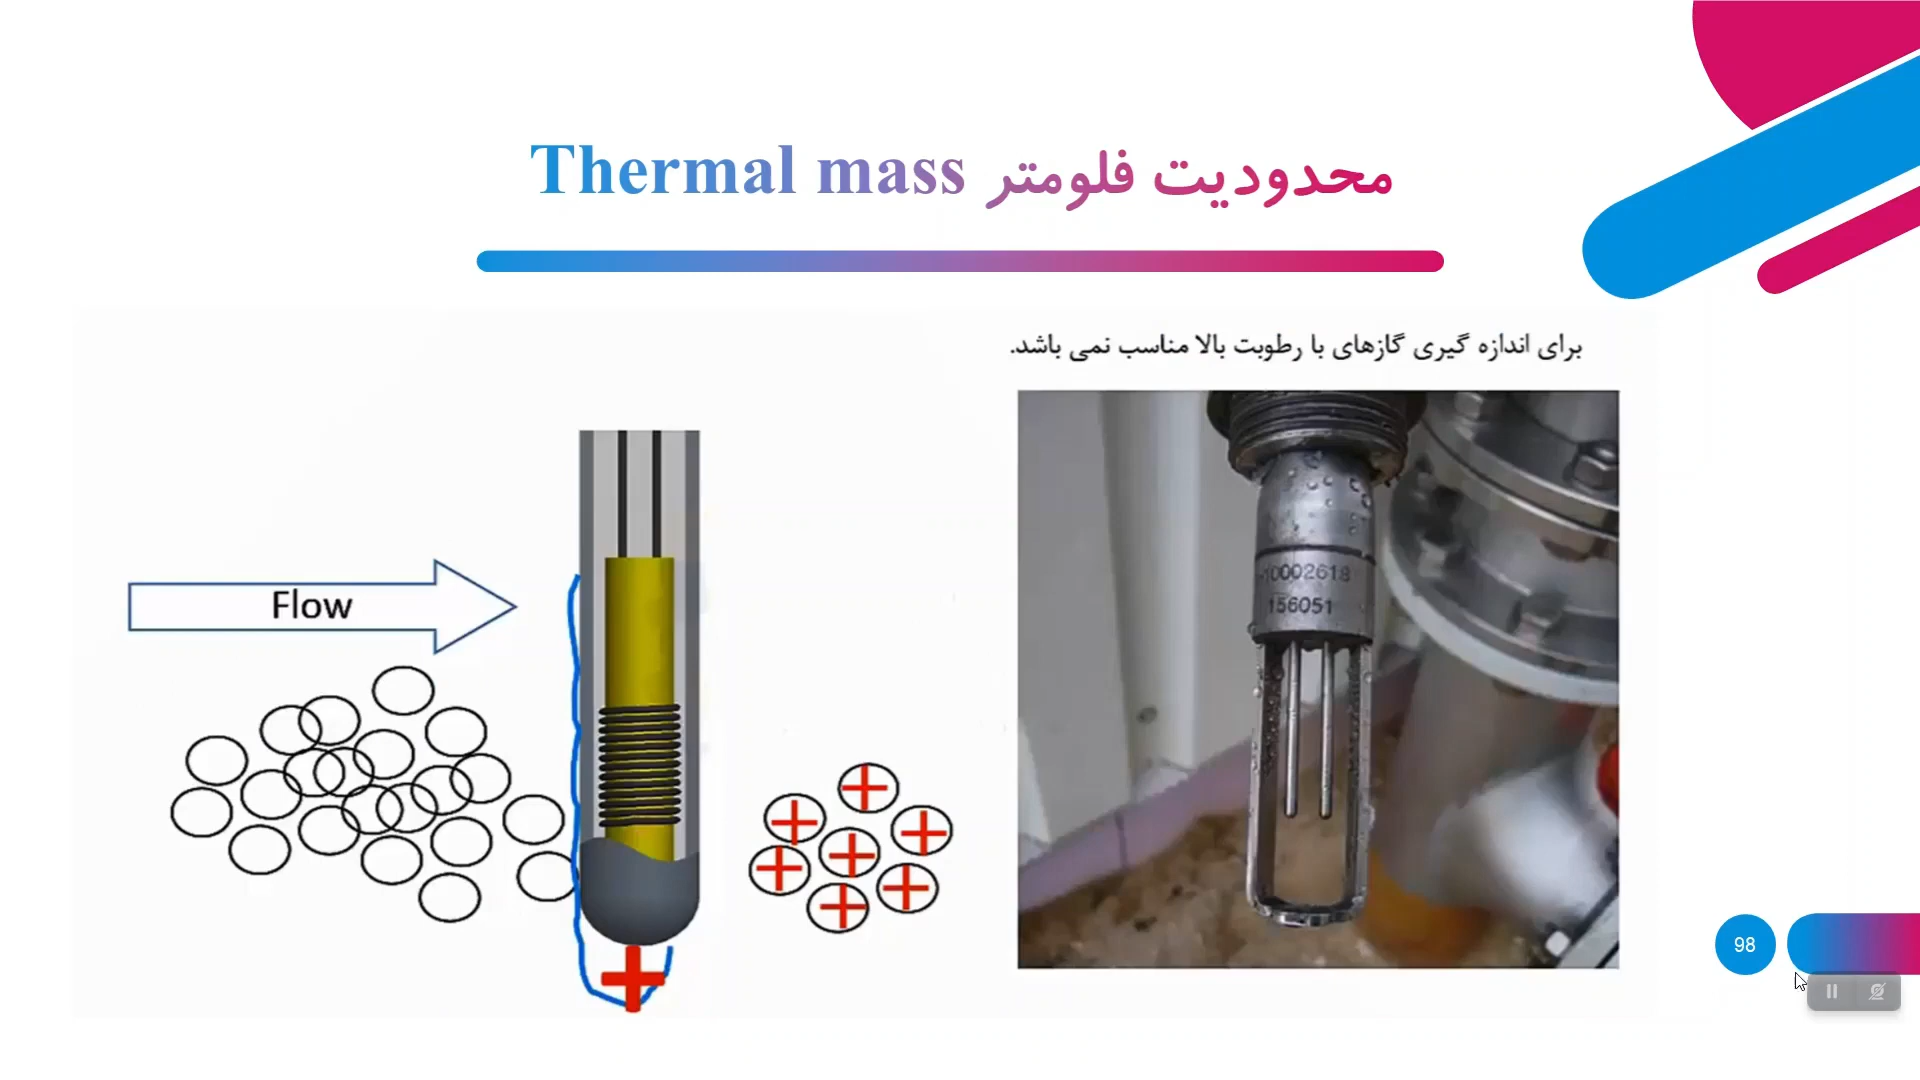 محدودیت فلومتر Thermal mass
برای اندازه گیری گازهای با رطوبت بالا مناسب نمی باشد.
Flow
10002618
156051
98